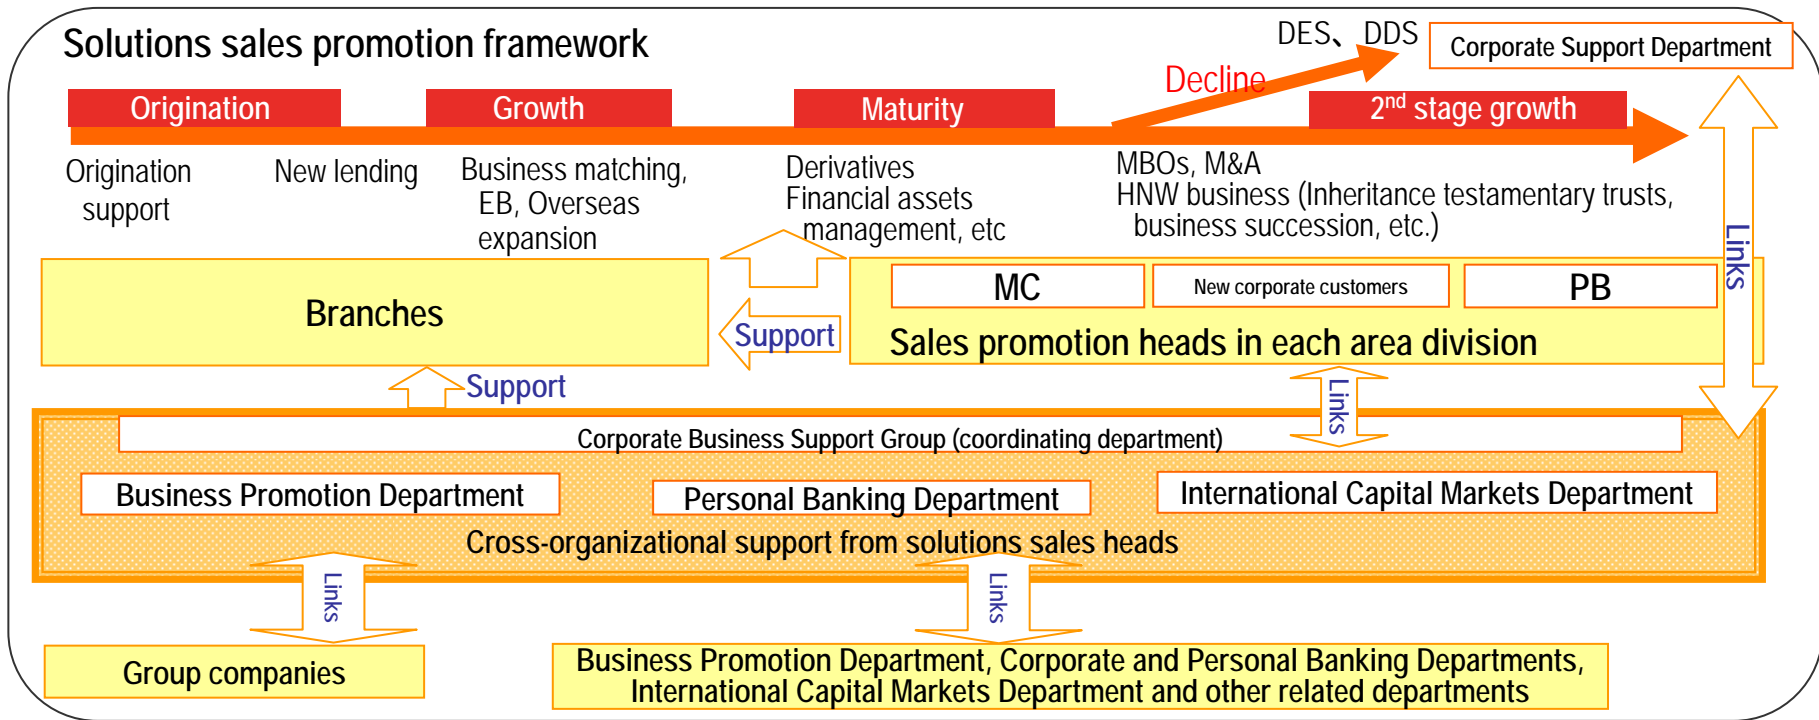 Solutions sales promotion framework
DES、DDS
Corporate Support Department
Decline
Origination
Growth
Maturity
2nd stage growth
Origination
support
New lending
Business matching,
EB, Overseas
expansion
Derivatives
Financial assets
management, etc
MBOs, M&A
HNW business (Inheritance testamentary trusts,
business succession, etc.)
Links
Branches
Support
MC
New corporate customers
PB
Sales promotion heads in each area division
Support
Links
Corporate Business Support Group (coordinating department)
Business Promotion Department
Personal Banking Department
International Capital Markets Department
Cross-organizational support from solutions sales heads
Links
Links
Group companies
Business Promotion Department, Corporate and Personal Banking Departments,
International Capital Markets Department and other related departments